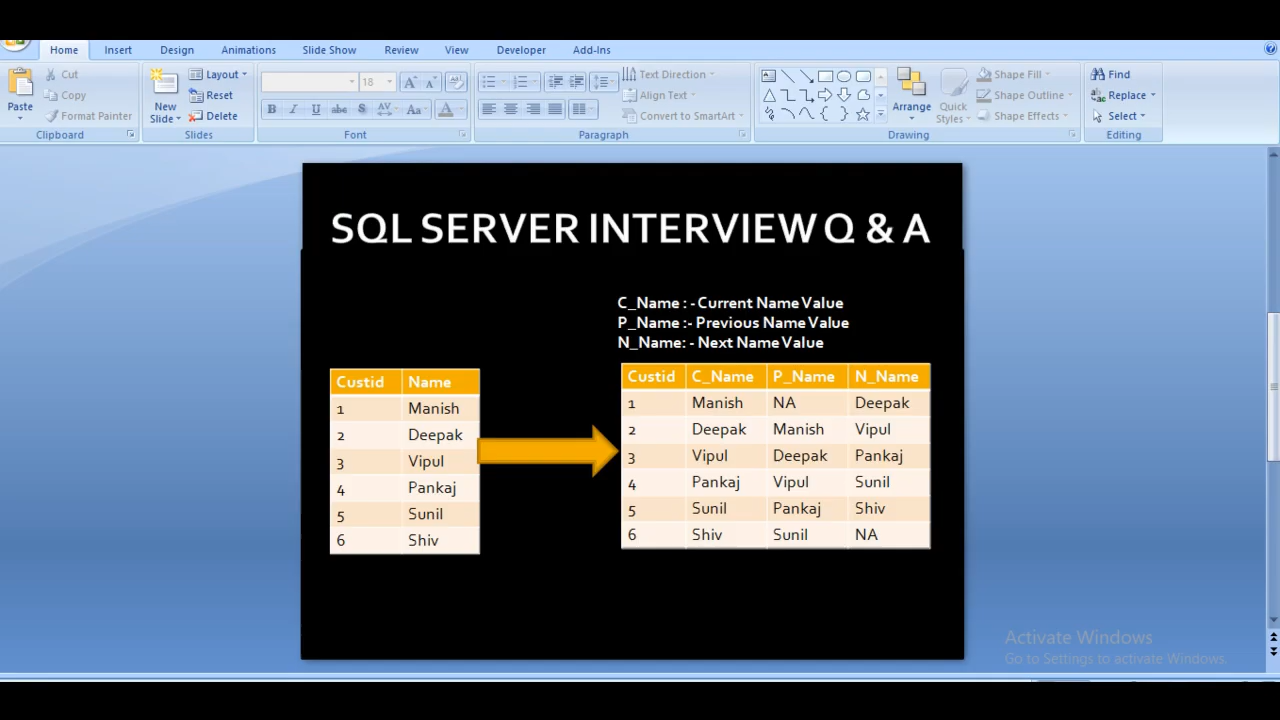 Home Insert Design Animations Slide Show Review View Developer Add-Ins
Paste
Cut
Copy
Format Painter
Clipboard
New Slide
Layout
Reset
Delete
Slides
18
B I U abc S AV Aa A
Font
Text Direction
Align Text
Convert to SmartArt
Paragraph
Arrange
Quick Styles
Shape Fill
Shape Outline
Shape Effects
Drawing
Find
Replace
Select
Editing
SQL SERVER INTERVIEW Q & A
C_Name : - Current Name Value
P_Name :- Previous Name Value
N_Name: - Next Name Value
Custid Name
1 Manish
2 Deepak
3 Vipul
4 Pankaj
5 Sunil
6 Shiv
Custid C_Name P_Name N_Name
1 Manish NA Deepak
2 Deepak Manish Vipul
3 Vipul Deepak Pankaj
4 Pankaj Vipul Sunil
5 Sunil Pankaj Shiv
6 Shiv Sunil NA
Activate Windows
Go to Settings to activate Windows.